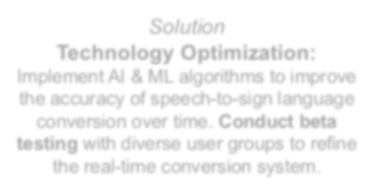 Solution
Technology Optimization:
Implement AI & ML algorithms to improve
the accuracy of speech-to-sign language
conversion over time. Conduct beta
testing with diverse user groups to refine
the real-time conversion system.